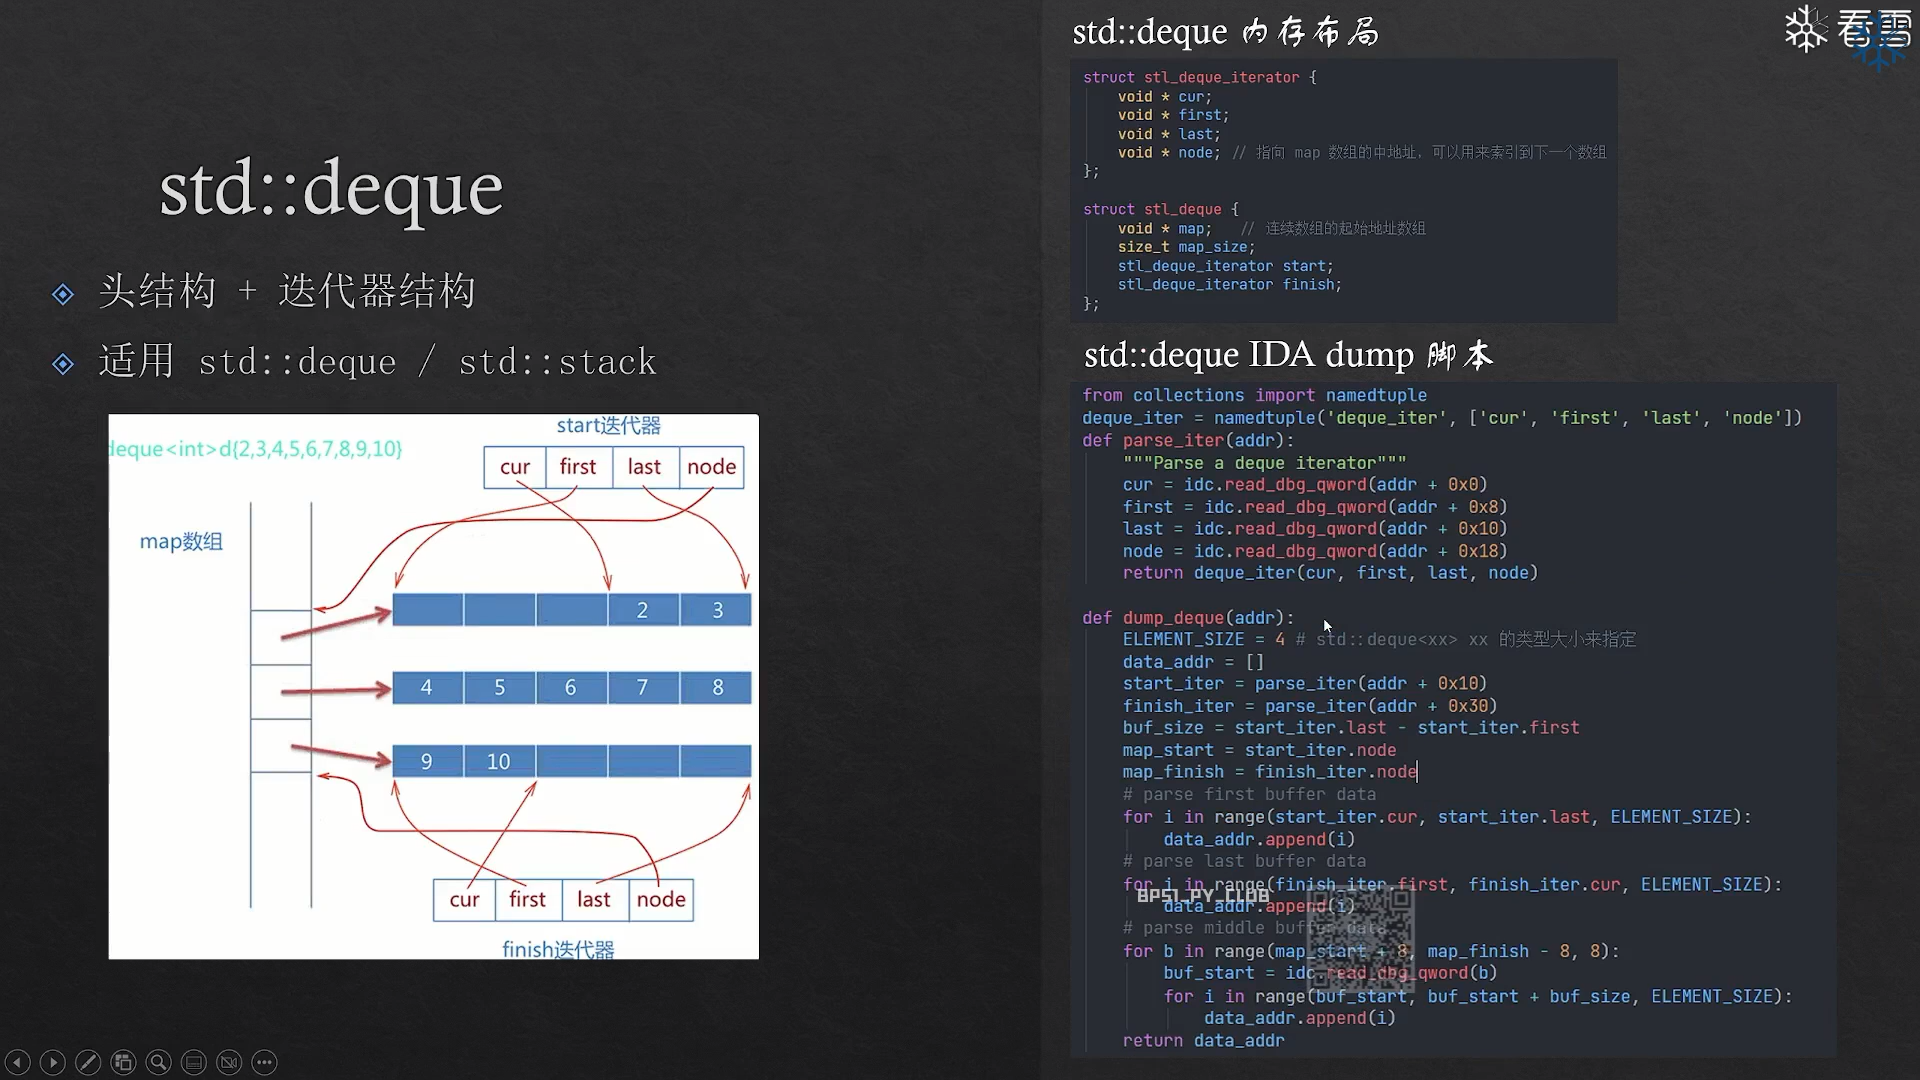 看雪
std::deque
头结构 + 迭代器结构
适用 std::deque / std::stack
deque<int>d{2,3,4,5,6,7,8,9,10}
start迭代器
cur first last node
map数组
2 3
4 5 6 7 8
9 10
cur first last node
finish迭代器
std::deque 内存布局
struct stl_deque_iterator {
    void * cur;
    void * first;
    void * last;
    void * node; // 指向 map 数组的中地址，可以用来索引到下一个数组
};
struct stl_deque {
    void * map;   // 连续数组的起始地址数组
    size_t map_size;
    stl_deque_iterator start;
    stl_deque_iterator finish;
};
std::deque IDA dump 脚本
from collections import namedtuple
deque_iter = namedtuple('deque_iter', ['cur', 'first', 'last', 'node'])
def parse_iter(addr):
    """Parse a deque iterator"""
    cur = idc.read_dbg_qword(addr + 0x0)
    first = idc.read_dbg_qword(addr + 0x8)
    last = idc.read_dbg_qword(addr + 0x10)
    node = idc.read_dbg_qword(addr + 0x18)
    return deque_iter(cur, first, last, node)
def dump_deque(addr):
    ELEMENT_SIZE = 4 # std::deque<xx> xx 的类型大小来指定
    data_addr = []
    start_iter = parse_iter(addr + 0x10)
    finish_iter = parse_iter(addr + 0x30)
    buf_size = start_iter.last - start_iter.first
    map_start = start_iter.node
    map_finish = finish_iter.node
    # parse first buffer data
    for i in range(start_iter.cur, start_iter.last, ELEMENT_SIZE):
        data_addr.append(i)
    # parse last buffer data
    for i in range(finish_iter.first, finish_iter.cur, ELEMENT_SIZE):
        data_addr.append(i)
    # parse middle buffer data
    for b in range(map_start + 8, map_finish - 8, 8):
        buf_start = idc.read_dbg_qword(b)
        for i in range(buf_start, buf_start + buf_size, ELEMENT_SIZE):
            data_addr.append(i)
    return data_addr